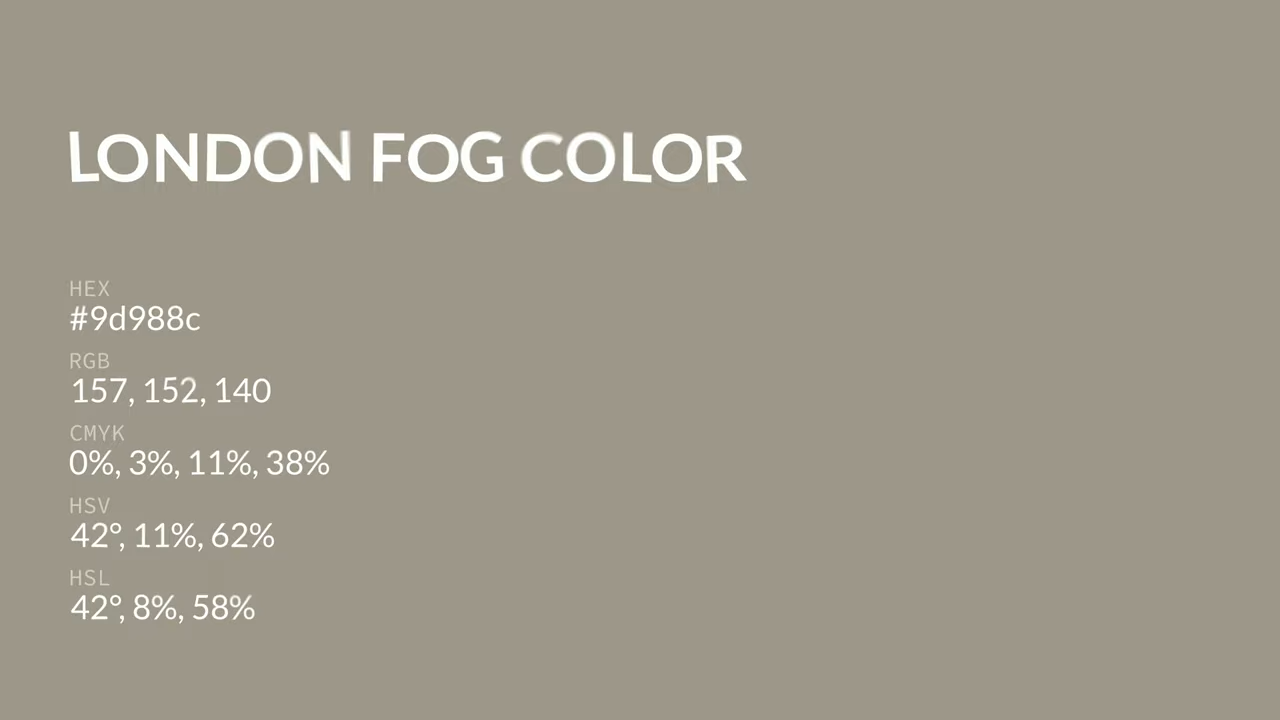 LONDON FOG COLOR
HEX
#9d988c
RGB
157, 152, 140
CMYK
0%, 3%, 11%, 38%
HSV
42°, 11%, 62%
HSL
42°, 8%, 58%